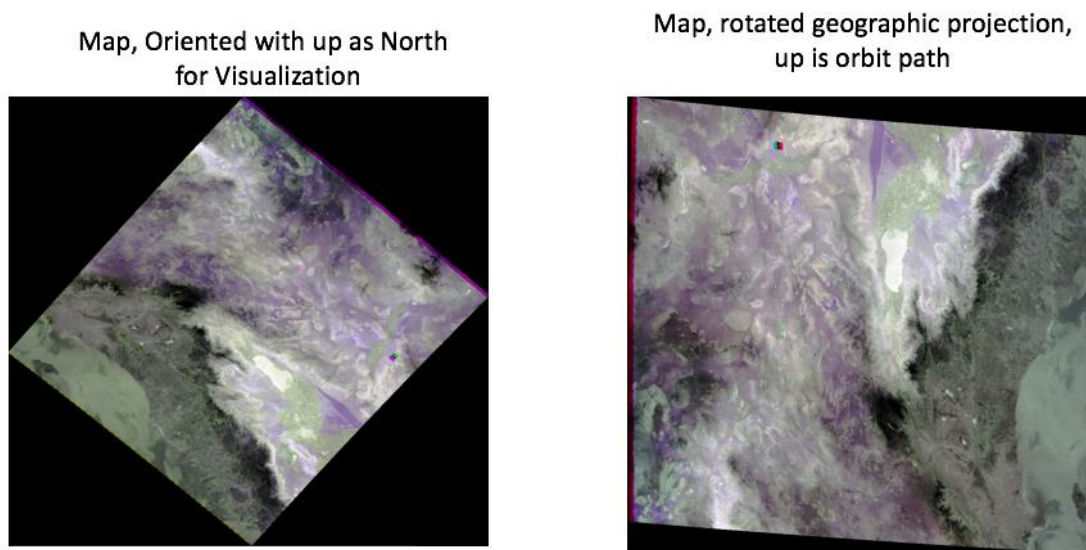 Map, Oriented with up as North
for Visualization
Map, rotated geographic projection,
up is orbit path